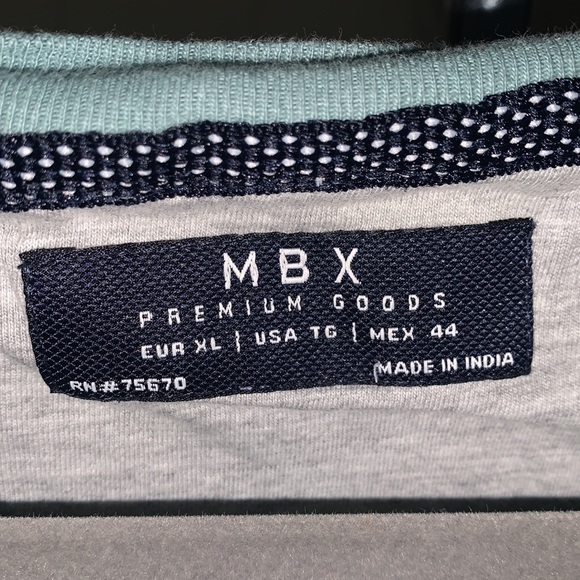 MBX
PREMIUM GOODS
EUR XL | USA TG | MEX 44
RN#75670
MADE IN INDIA